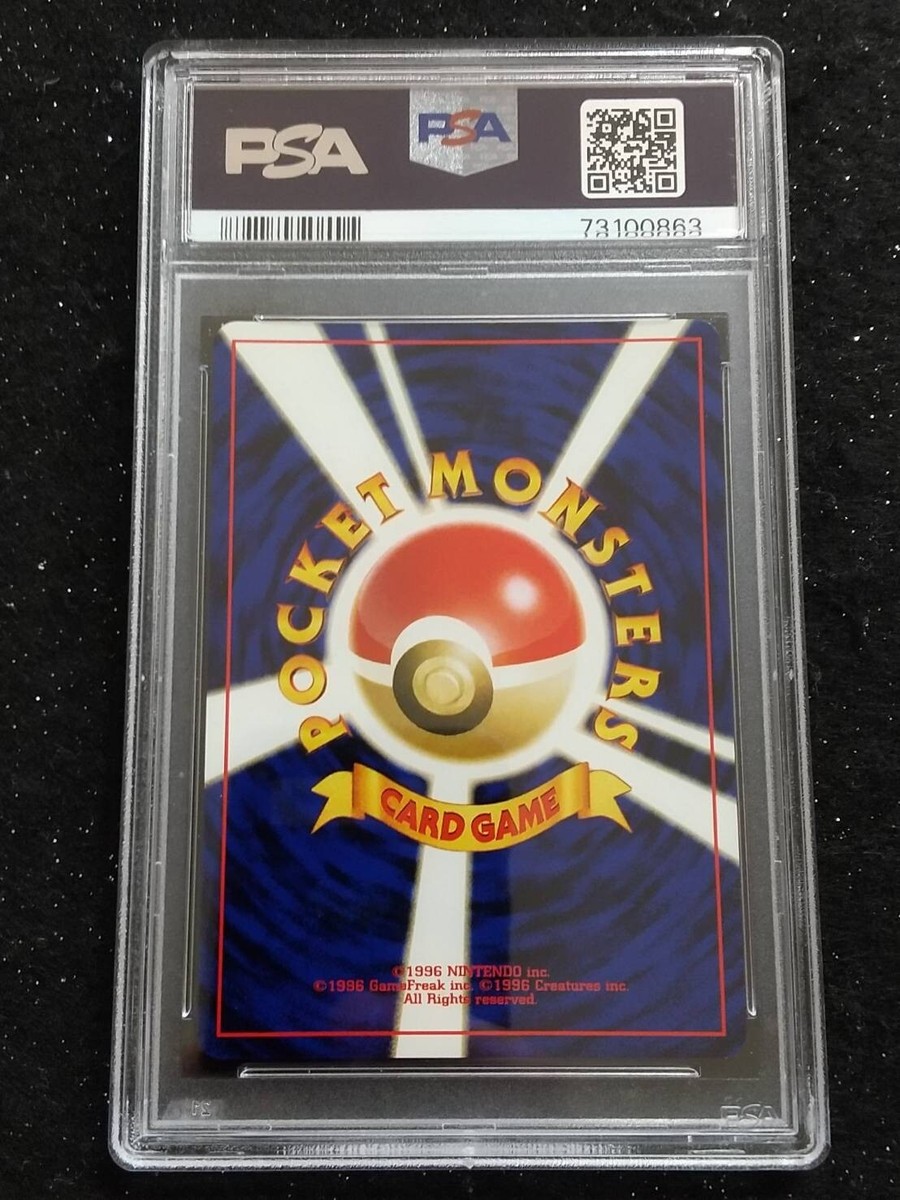 PSA
PSA
73100863
POCKET MONSTERS
CARD GAME
©1996 NINTENDO inc.
©1996 GameFreak inc. ©1996 Creatures inc.
All Rights reserved.
PSA